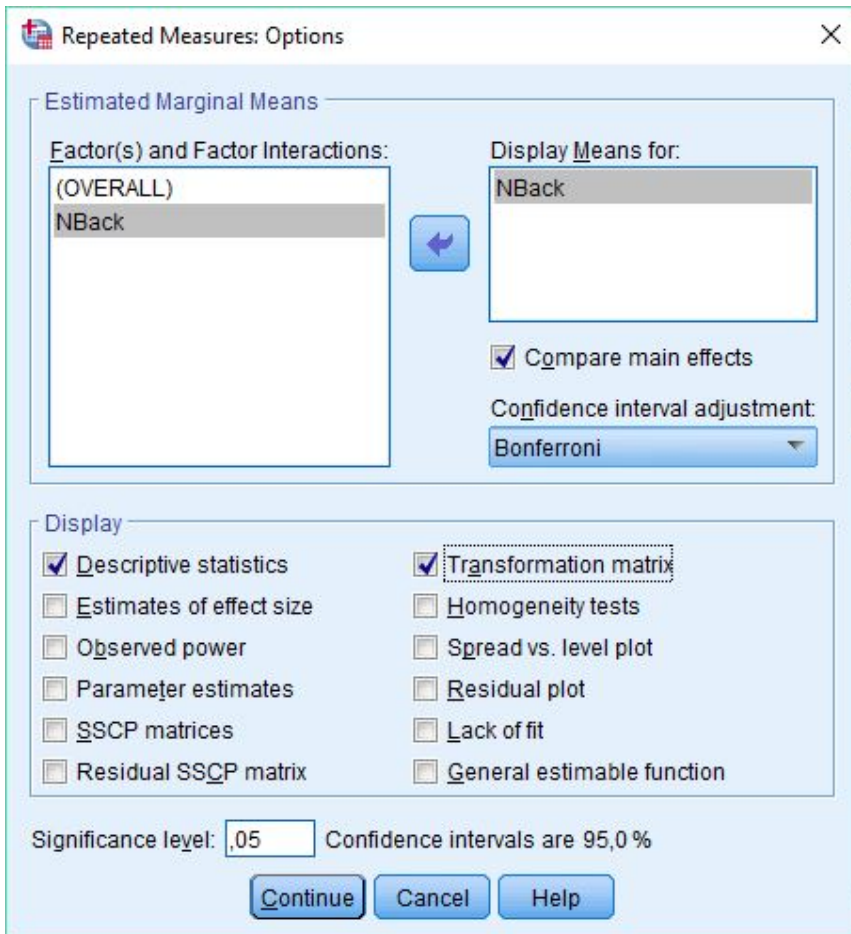 Repeated Measures: Options
Estimated Marginal Means
Factor(s) and Factor Interactions:
(OVERALL)
NBack
Display Means for:
NBack
Compare main effects
Confidence interval adjustment:
Bonferroni
Display
Descriptive statistics
Transformation matrix
Estimates of effect size
Homogeneity tests
Observed power
Spread vs. level plot
Parameter estimates
Residual plot
SSCP matrices
Lack of fit
Residual SSCP matrix
General estimable function
Significance level: ,05 Confidence intervals are 95,0 %
Continue Cancel Help